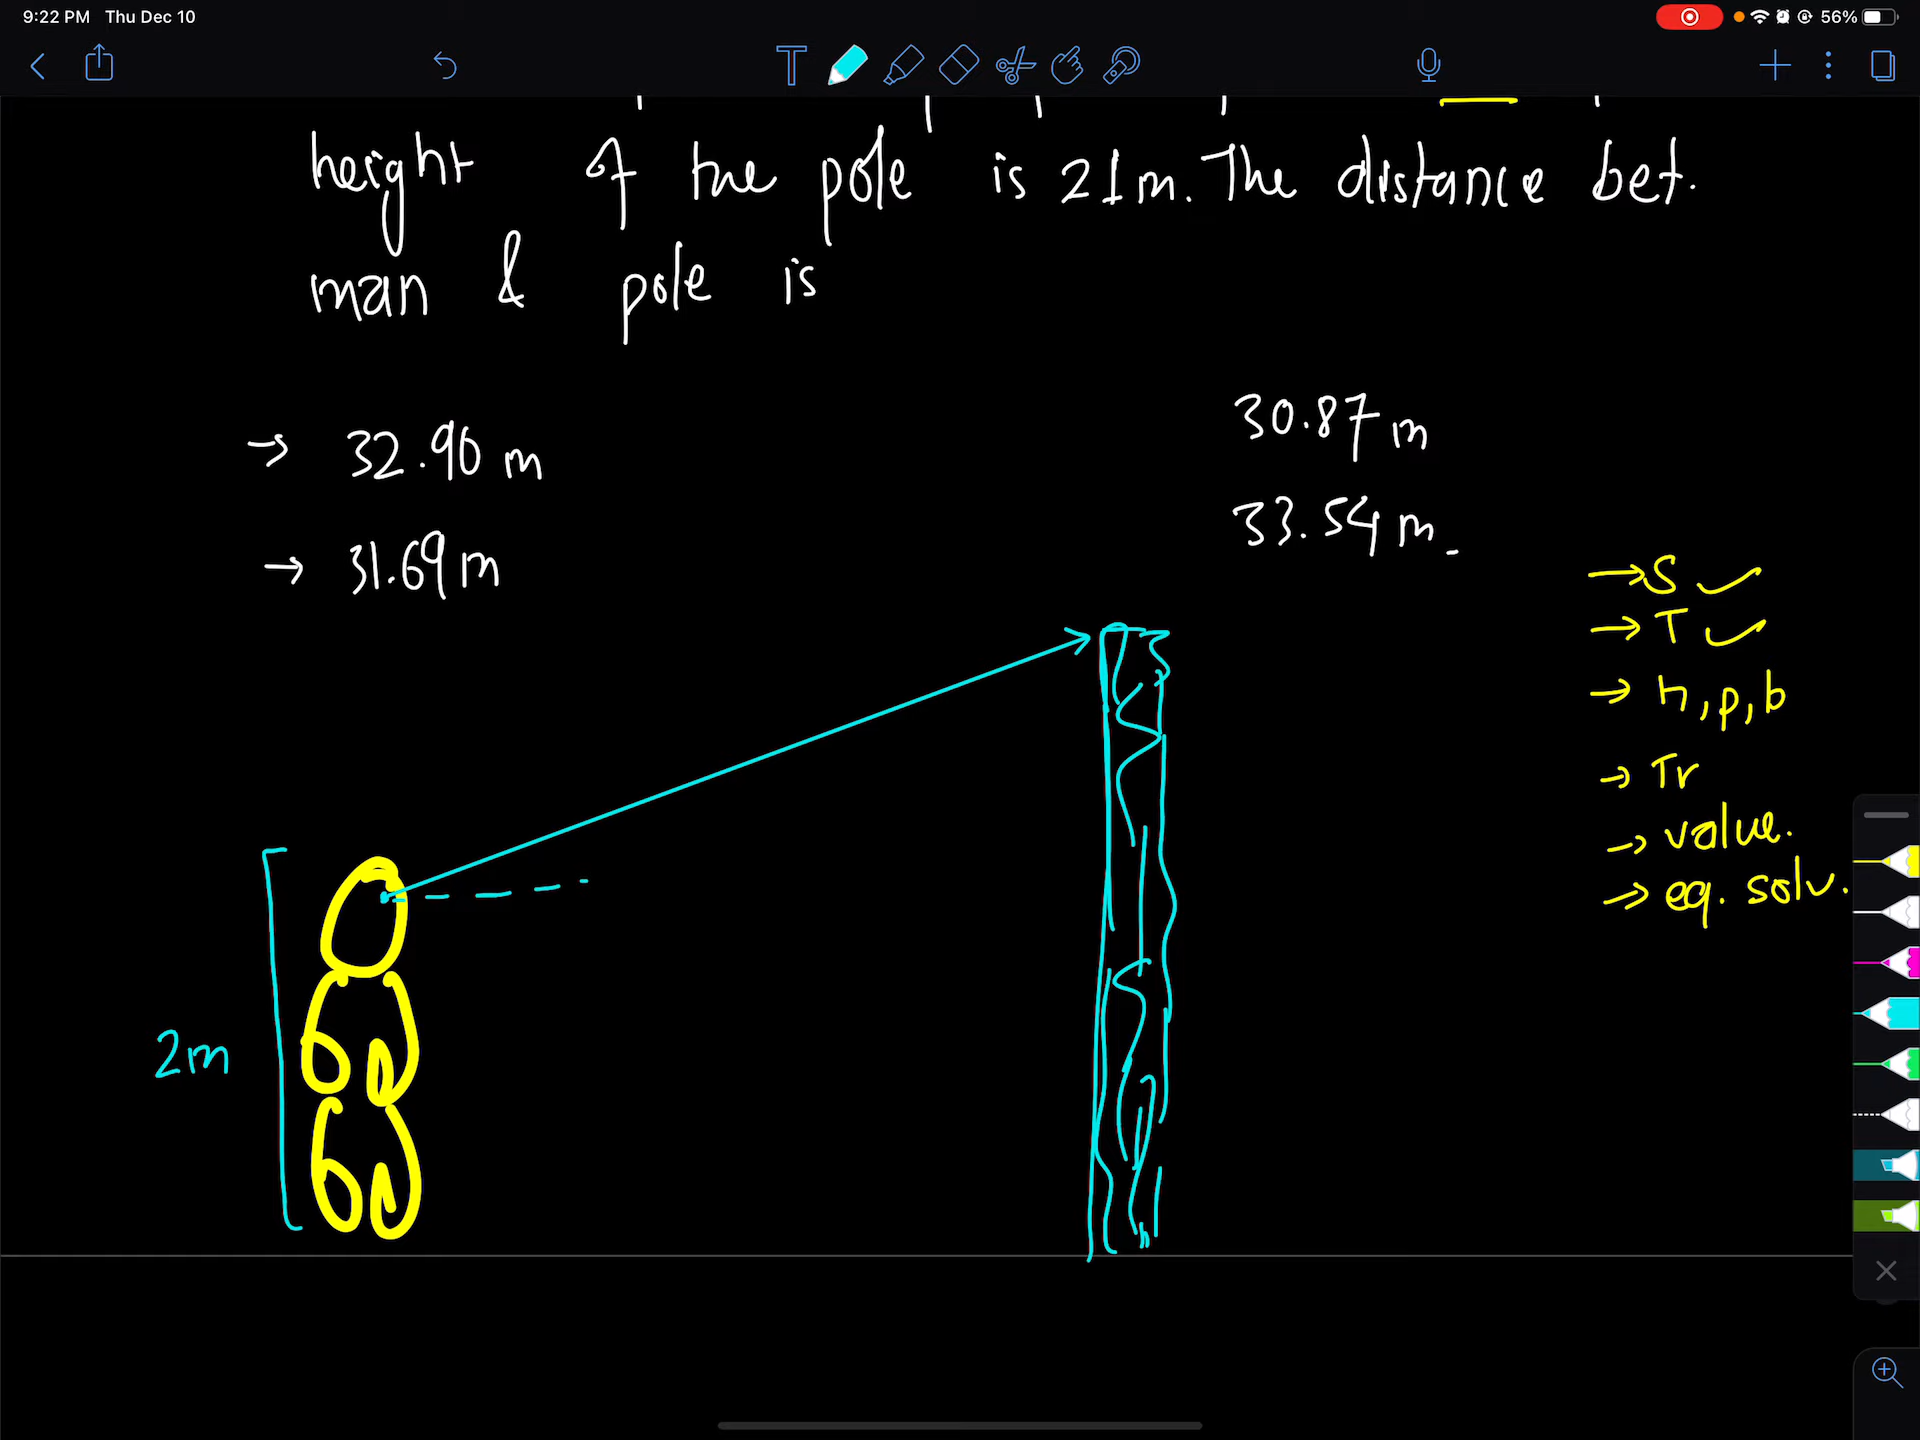 9:22 PM Thu Dec 10
56%
height of the pole is 21m. The distance bet.
man & pole is
→ 32.90 m
30.87 m
→ 31.69 m
33.54 m.
→ S ✓
→ T ✓
→ h, p, b
→ Tr
→ value.
→ eq. solv.
2m